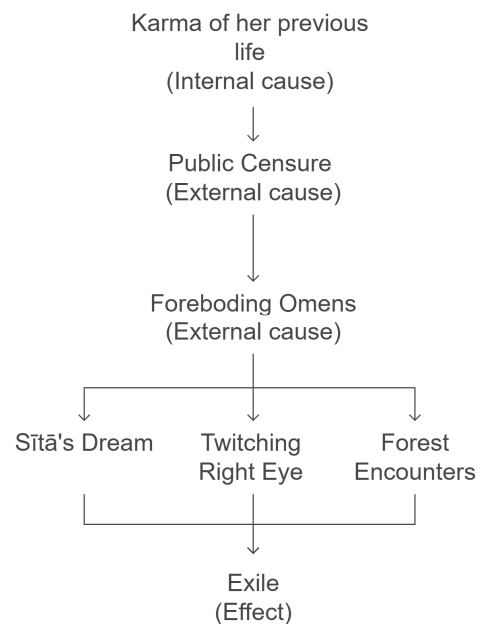 Karma of her previous
life
(Internal cause)
Public Censure
(External cause)
Foreboding Omens
(External cause)
Sītā's Dream
Twitching
Right Eye
Forest
Encounters
Exile
(Effect)